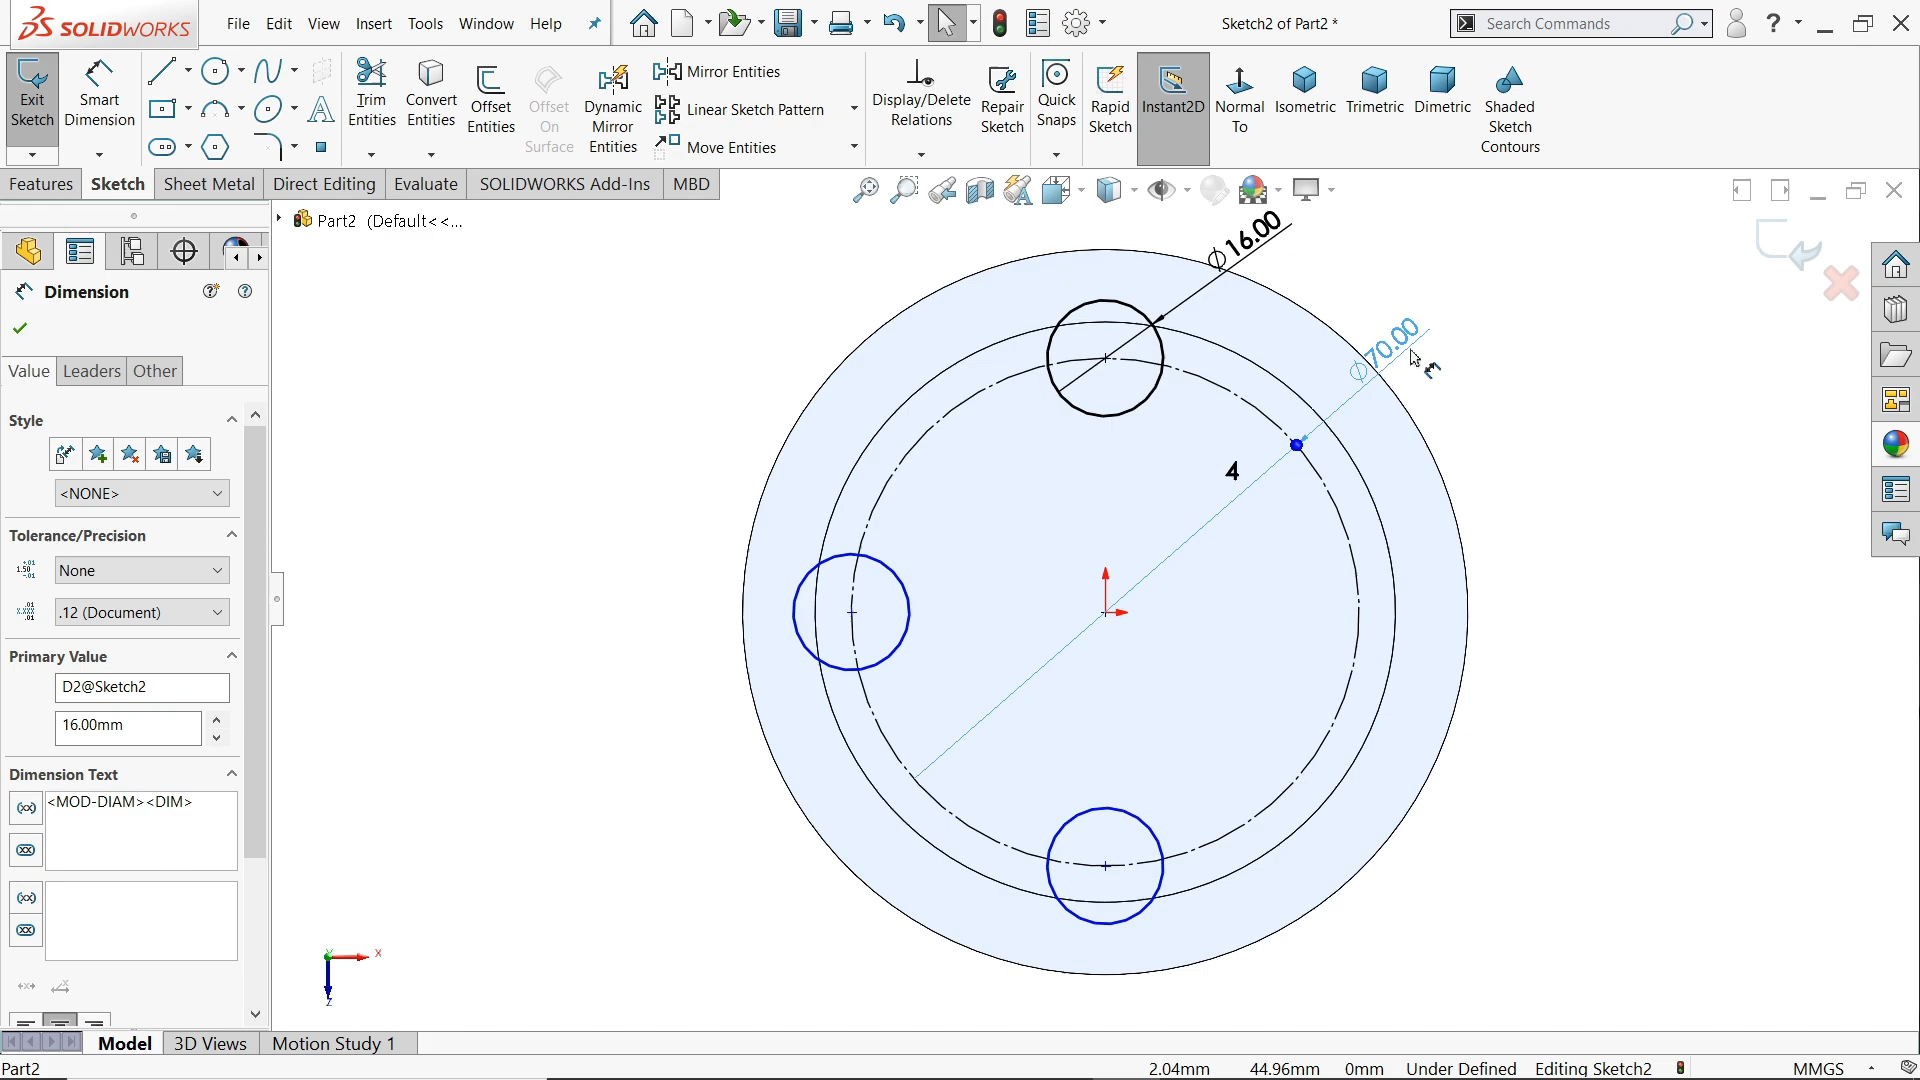 SOLIDWORKS
File Edit View Insert Tools Window Help
Sketch2 of Part2 *
Search Commands
?
Exit Sketch
Smart Dimension
Trim Entities
Convert Entities
Offset Entities
Offset On Surface
Dynamic Mirror Entities
Mirror Entities
Linear Sketch Pattern
Move Entities
Display/Delete Relations
Repair Sketch
Quick Snaps
Rapid Sketch
Instant2D
Normal To
Isometric
Trimetric
Dimetric
Shaded Sketch Contours
Features Sketch Sheet Metal Direct Editing Evaluate SOLIDWORKS Add-Ins MBD
Part2 (Default<<...
Dimension
Value Leaders Other
Style
<NONE>
Tolerance/Precision
None
.12 (Document)
Primary Value
D2@Sketch2
16.00mm
Dimension Text
<MOD-DIAM><DIM>
∅16.00
∅70.00
4
Y
X
Z
Model 3D Views Motion Study 1
Part2
2.04mm 44.96mm 0mm Under Defined Editing Sketch2 MMGS